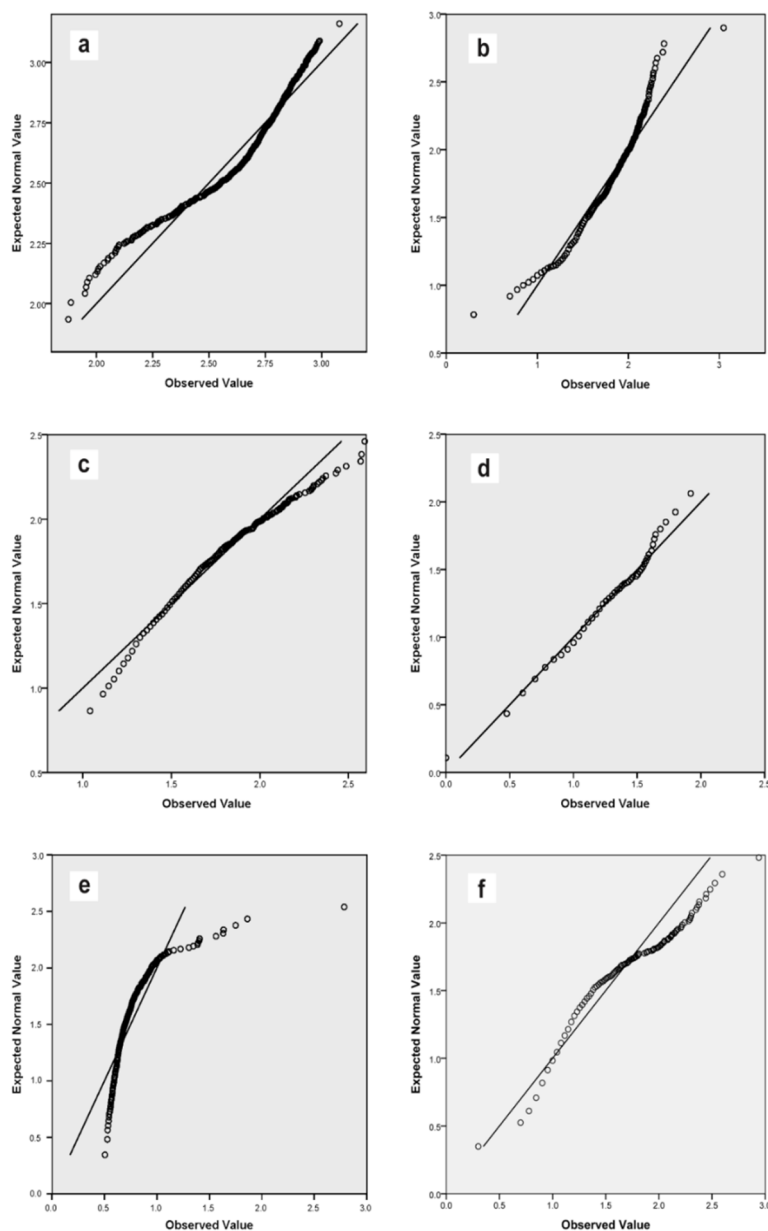 a
3.00
2.75
2.50
2.25
2.00
Expected Normal Value
2.00 2.25 2.50 2.75 3.00
Observed Value
b
3.0
2.5
2.0
1.5
1.0
0.5
Expected Normal Value
0 1 2 3
Observed Value
c
2.5
2.0
1.5
1.0
0.5
Expected Normal Value
1.0 1.5 2.0 2.5
Observed Value
d
2.5
2.0
1.5
1.0
0.5
0.0
Expected Normal Value
0.0 0.5 1.0 1.5 2.0 2.5
Observed Value
e
3.0
2.5
2.0
1.5
1.0
0.5
0.0
Expected Normal Value
0.0 0.5 1.0 1.5 2.0 2.5 3.0
Observed Value
f
2.5
2.0
1.5
1.0
0.5
0.0
Expected Normal Value
0.0 0.5 1.0 1.5 2.0 2.5 3.0
Observed Value